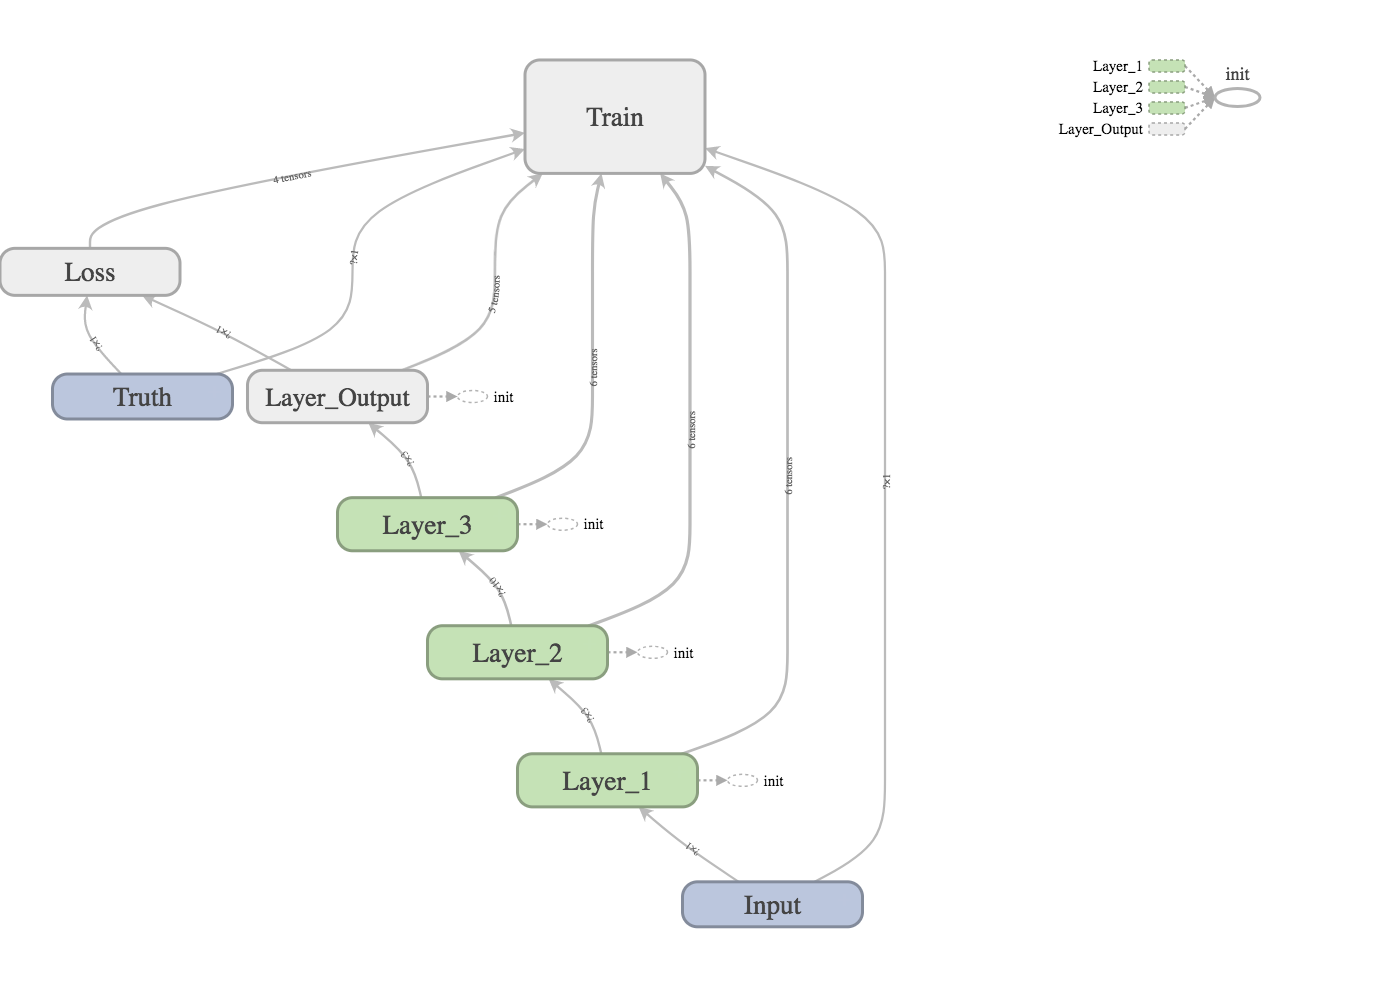 Train
Layer_1
Layer_2
Layer_3
Layer_Output
init
4 tensors
?×1
5 tensors
Loss
?×1
?×1
6 tensors
Truth
Layer_Output
init
6 tensors
?×3
6 tensors
?×1
Layer_3
init
?×10
Layer_2
init
?×3
Layer_1
init
?×1
Input